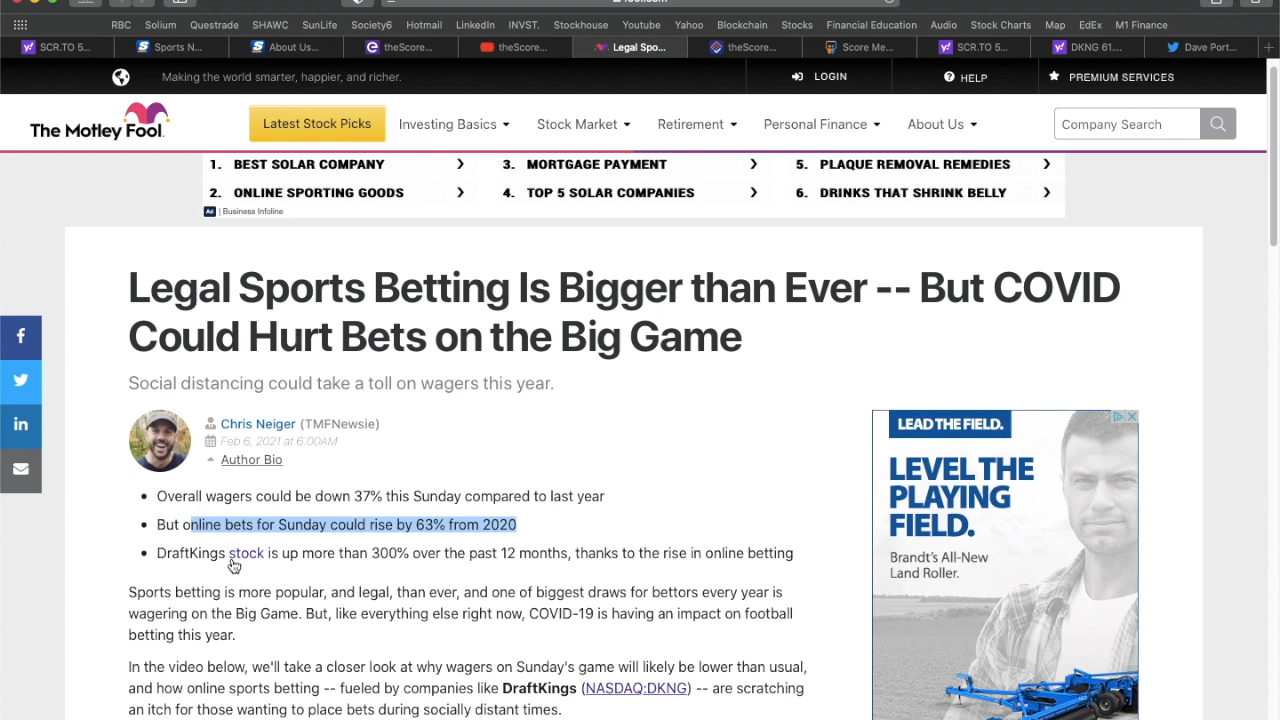 RBC Solium Questrade SHAWC SunLife Society6 Hotmail LinkedIn INVST. Stockhouse Youtube Yahoo Blockchain Stocks Financial Education Audio Stock Charts Map EdEx M1 Finance
SCR.TO 5... Sports N... About Us... theScore... theScore... Legal Spo... theScore... Score Me... SCR.TO 5... DKNG 61.... Dave Port...
Making the world smarter, happier, and richer. LOGIN HELP PREMIUM SERVICES
The Motley Fool. Latest Stock Picks Investing Basics Stock Market Retirement Personal Finance About Us Company Search
1. BEST SOLAR COMPANY 3. MORTGAGE PAYMENT 5. PLAQUE REMOVAL REMEDIES
2. ONLINE SPORTING GOODS 4. TOP 5 SOLAR COMPANIES 6. DRINKS THAT SHRINK BELLY
Ad | Business Infoline
Legal Sports Betting Is Bigger than Ever -- But COVID
Could Hurt Bets on the Big Game
Social distancing could take a toll on wagers this year.
Chris Neiger (TMFNewsie)
Feb 6, 2021 at 6:00AM
Author Bio
• Overall wagers could be down 37% this Sunday compared to last year
• But online bets for Sunday could rise by 63% from 2020
• DraftKings stock is up more than 300% over the past 12 months, thanks to the rise in online betting
Sports betting is more popular, and legal, than ever, and one of biggest draws for bettors every year is
wagering on the Big Game. But, like everything else right now, COVID-19 is having an impact on football
betting this year.
In the video below, we'll take a closer look at why wagers on Sunday's game will likely be lower than usual,
and how online sports betting -- fueled by companies like DraftKings (NASDAQ:DKNG) -- are scratching
an itch for those wanting to place bets during socially distant times.
LEAD THE FIELD.
LEVEL THE
PLAYING
FIELD.
Brandt's All-New
Land Roller.